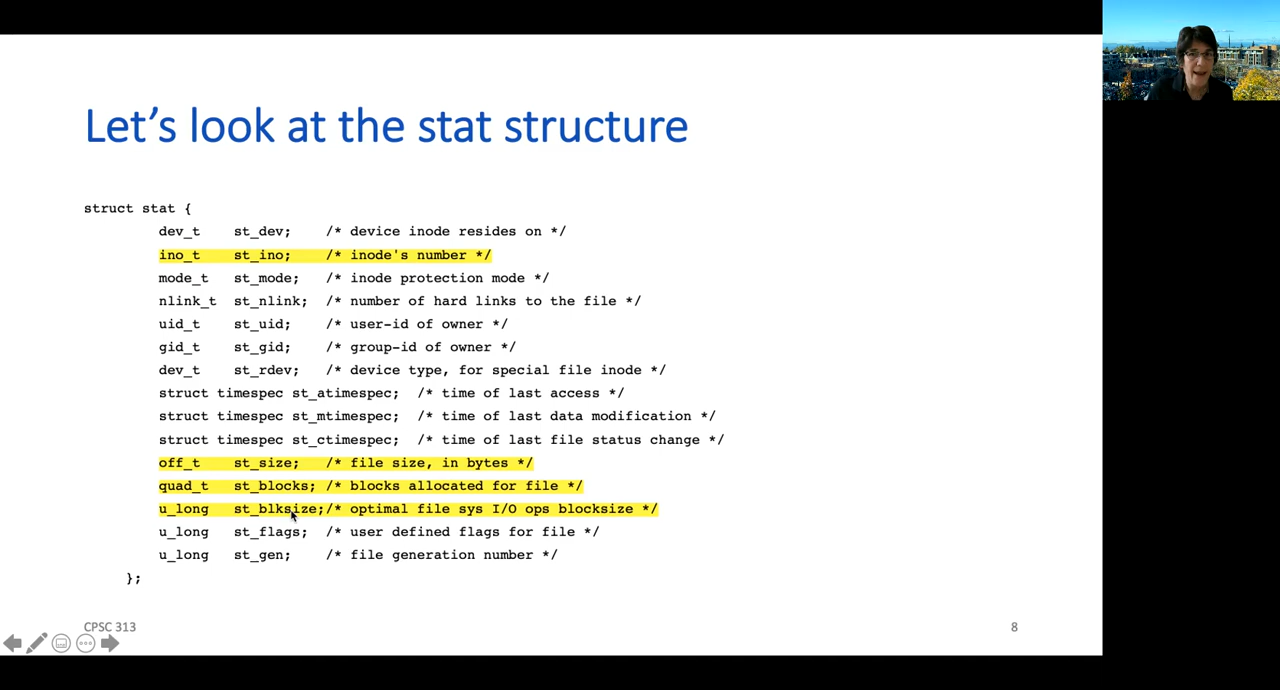 Let's look at the stat structure
struct stat {
dev_t st_dev; /* device inode resides on */
ino_t st_ino; /* inode's number */
mode_t st_mode; /* inode protection mode */
nlink_t st_nlink; /* number of hard links to the file */
uid_t st_uid; /* user-id of owner */
gid_t st_gid; /* group-id of owner */
dev_t st_rdev; /* device type, for special file inode */
struct timespec st_atimespec; /* time of last access */
struct timespec st_mtimespec; /* time of last data modification */
struct timespec st_ctimespec; /* time of last file status change */
off_t st_size; /* file size, in bytes */
quad_t st_blocks; /* blocks allocated for file */
u_long st_blksize;/* optimal file sys I/O ops blocksize */
u_long st_flags; /* user defined flags for file */
u_long st_gen; /* file generation number */
};
CPSC 313
8